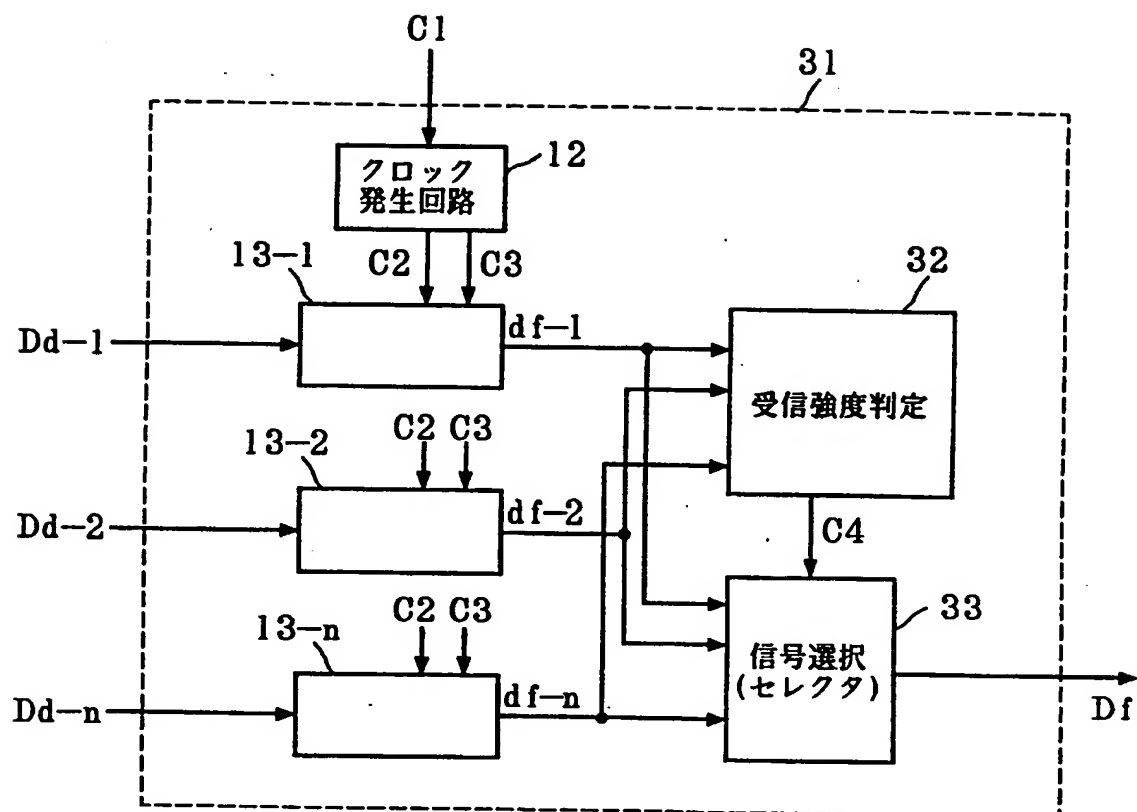 C1
31
クロック
発生回路
12
C2
C3
13-1
32
Dd-1
df-1
受信強度判定
C2
C3
13-2
Dd-2
df-2
C4
C2
C3
13-n
33
信号選択
(セレクタ)
Dd-n
df-n
Df